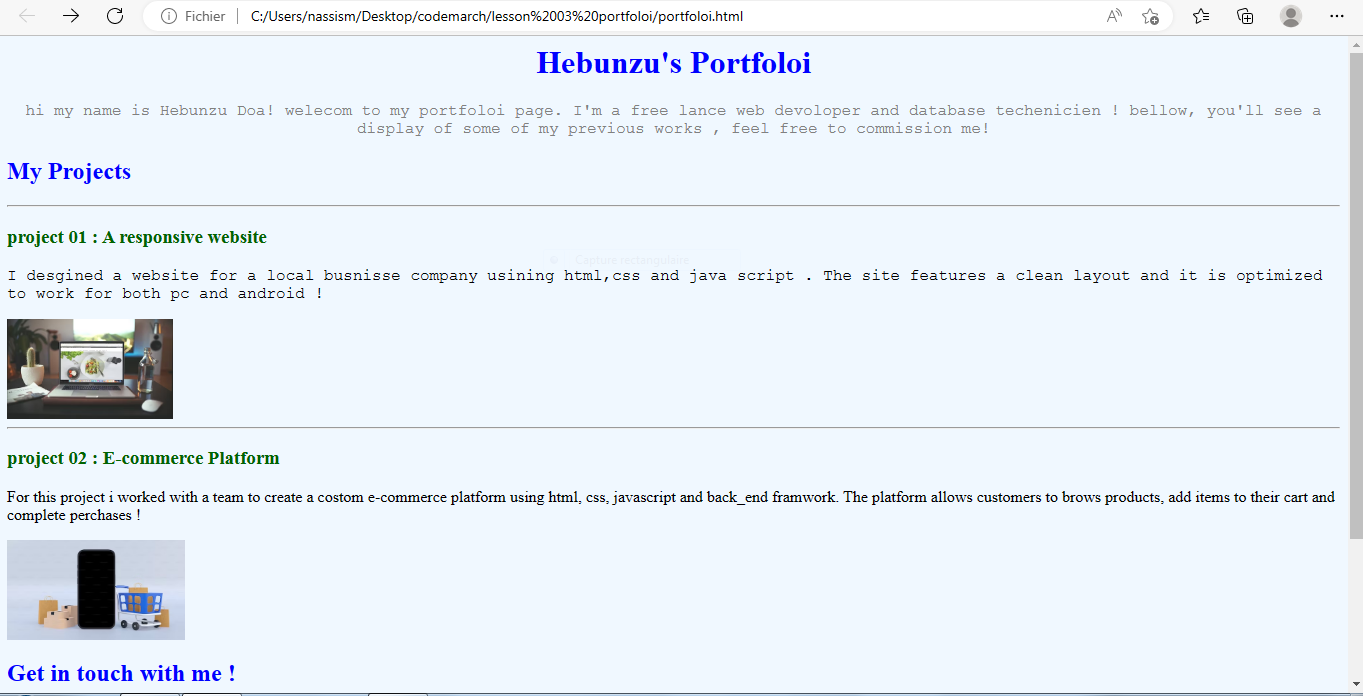 Fichier
C:/Users/nassism/Desktop/codemarch/lesson%2003%20portfoloi/portfoloi.html
Hebunzu's Portfoloi
hi my name is Hebunzu Doa! welecom to my portfoloi page. I'm a free lance web devoloper and database techenicien ! bellow, you'll see a
display of some of my previous works , feel free to commission me!
My Projects
project 01 : A responsive website
Capture rectangulaire
I desgined a website for a local busnisse company usining html,css and java script . The site features a clean layout and it is optimized
to work for both pc and android !
project 02 : E-commerce Platform
For this project i worked with a team to create a costom e-commerce platform using html, css, javascript and back_end framwork. The platform allows customers to brows products, add items to their cart and
complete perchases !
Get in touch with me !